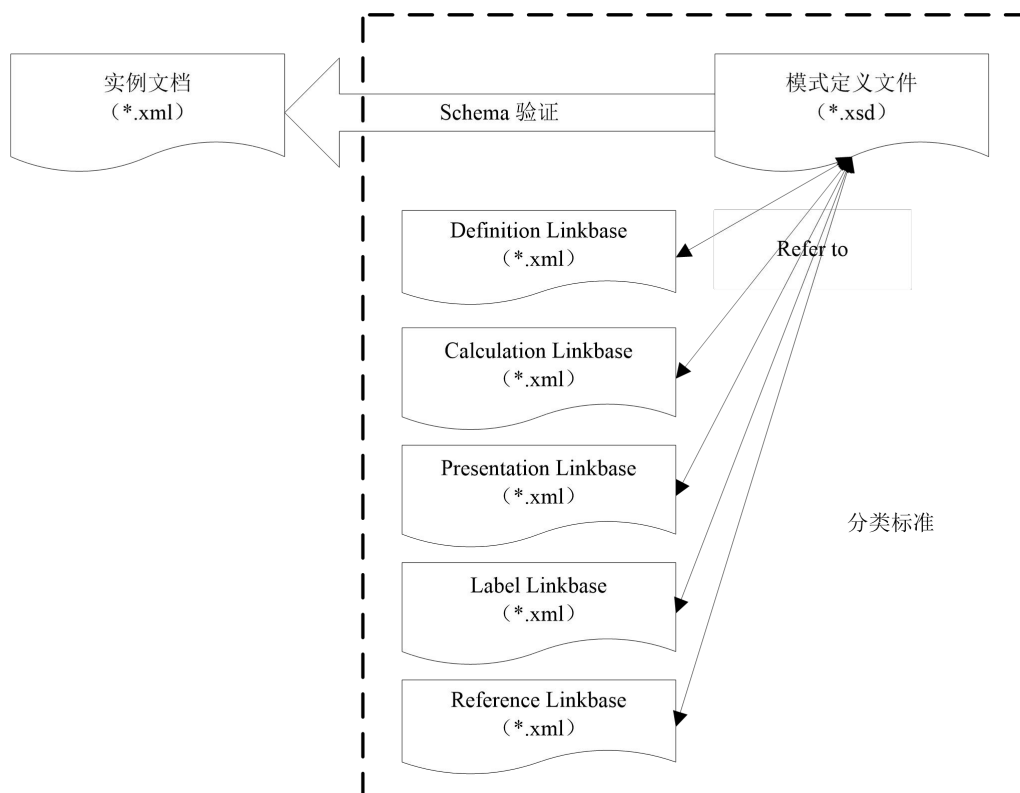 实例文档
（*.xml）
Schema 验证
模式定义文件
（*.xsd）
Definition Linkbase
（*.xml）
Refer to
Calculation Linkbase
（*.xml）
Presentation Linkbase
（*.xml）
分类标准
Label Linkbase
（*.xml）
Reference Linkbase
（*.xml）